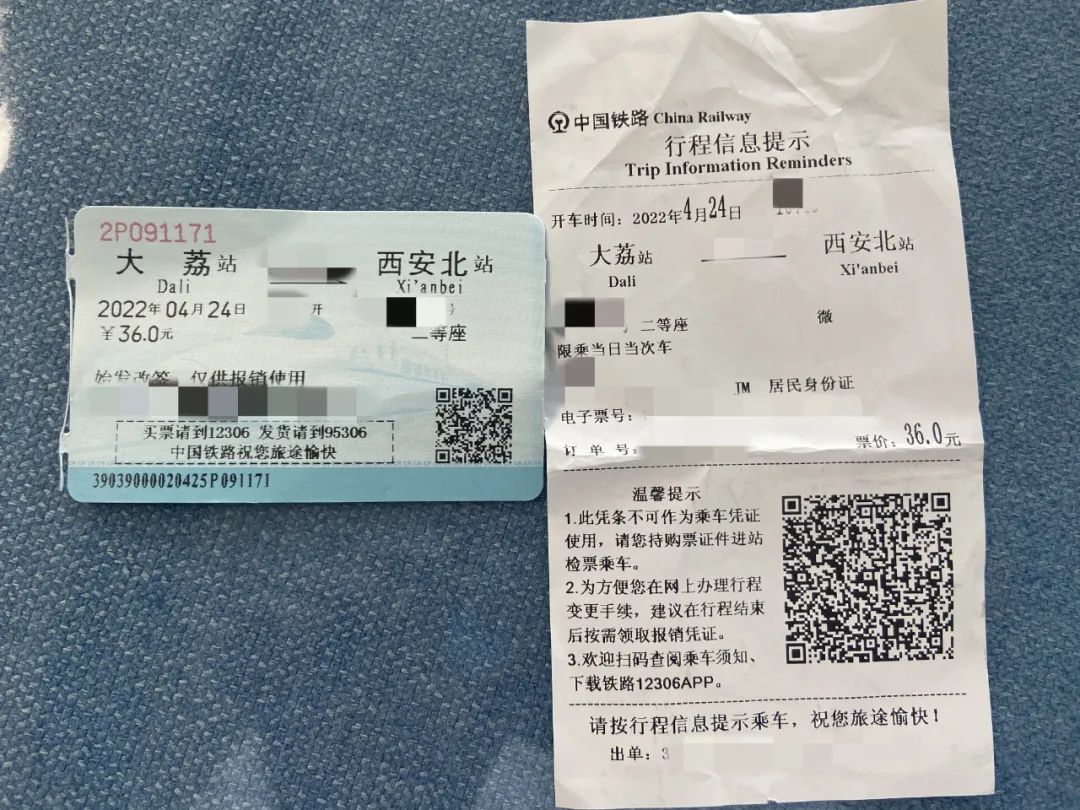 2P091171
大 荔站
西安北站
Dali
Xi'anbei
2022年04月24日
开
号
￥36.0元
二等座
始发改签 仅供报销使用
买票请到12306 发货请到95306
中国铁路祝您旅途愉快
39039000020425P091171
中国铁路 China Railway
行程信息提示
Trip Information Reminders
开车时间：2022年4月24日
大荔站
西安北站
Dali
Xi'anbei
二等座
微
限乘当日当次车
JM 居民身份证
电子票号：
订 单 号：
票价：36.0元
温馨提示
1.此凭条不可作为乘车凭证
使用，请您持购票证件进站
检票乘车。
2.为方便您在网上办理行程
变更手续，建议在行程结束
后按需领取报销凭证。
3.欢迎扫码查阅乘车须知、
下载铁路12306APP。
请按行程信息提示乘车，祝您旅途愉快！
出单：3